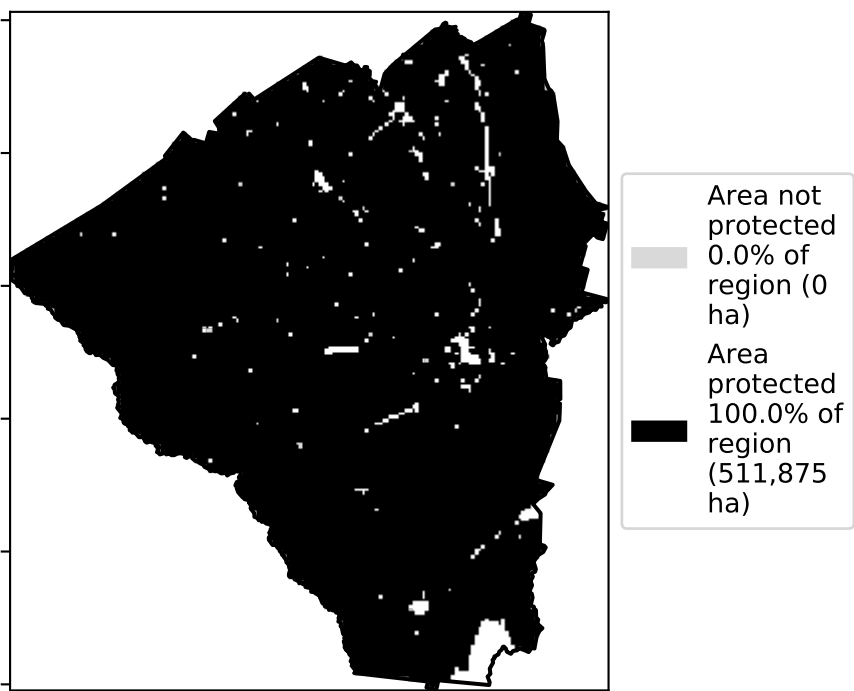 Area not
protected
0.0% of
region (0
ha)
Area
protected
100.0% of
region
(511,875
ha)